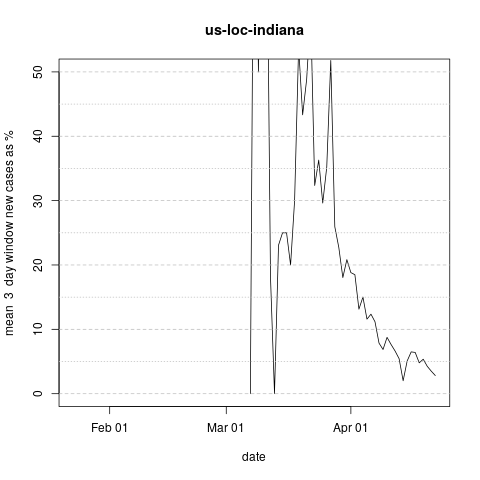 us-loc-indiana
mean  3  day window new cases as %
50
40
30
20
10
0
Feb 01
Mar 01
Apr 01
date